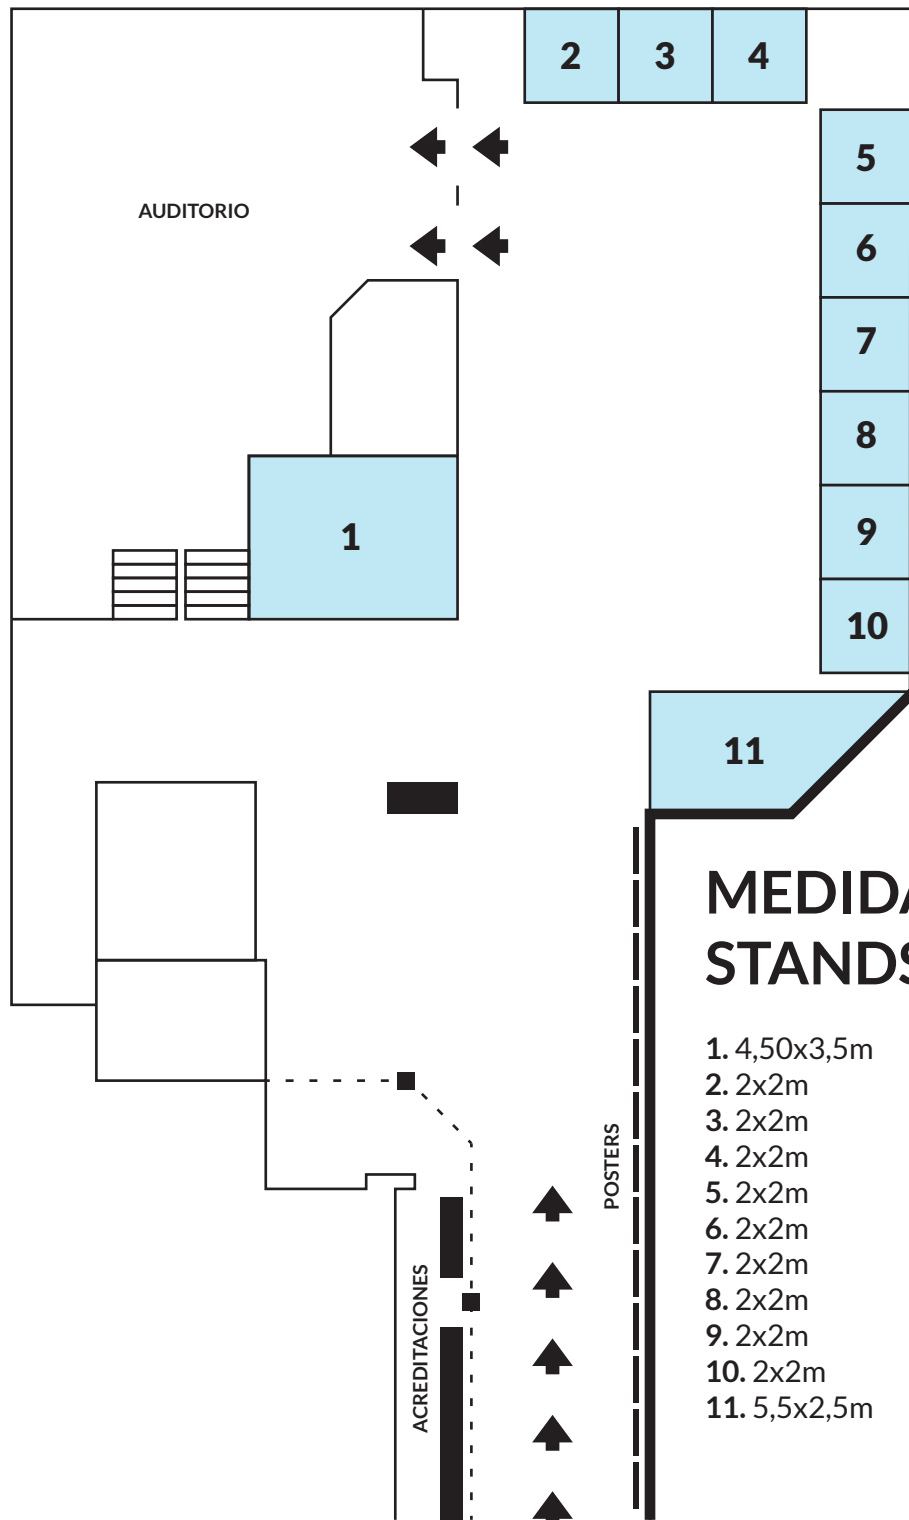 2 3 4
AUDITORIO
5
6
7
8
1
9
10
11
MEDIDA
STANDS
1. 4,50x3,5m
2. 2x2m
3. 2x2m
4. 2x2m
5. 2x2m
6. 2x2m
7. 2x2m
8. 2x2m
9. 2x2m
10. 2x2m
11. 5,5x2,5m
POSTERS
ACREDITACIONES